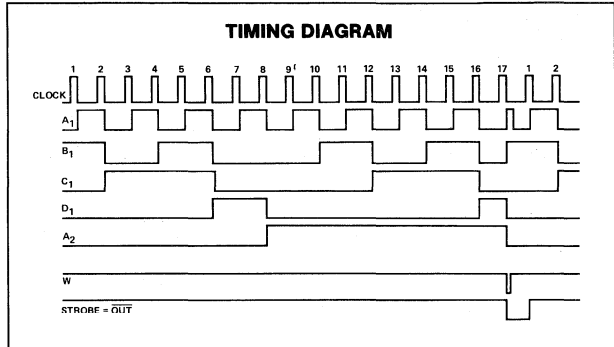 TIMING DIAGRAM
1 2 3 4 5 6 7 8 9 10 11 12 13 14 15 16 17 1 2
CLOCK
A1
B1
C1
D1
A2
W
STROBE = O̅U̅T̅